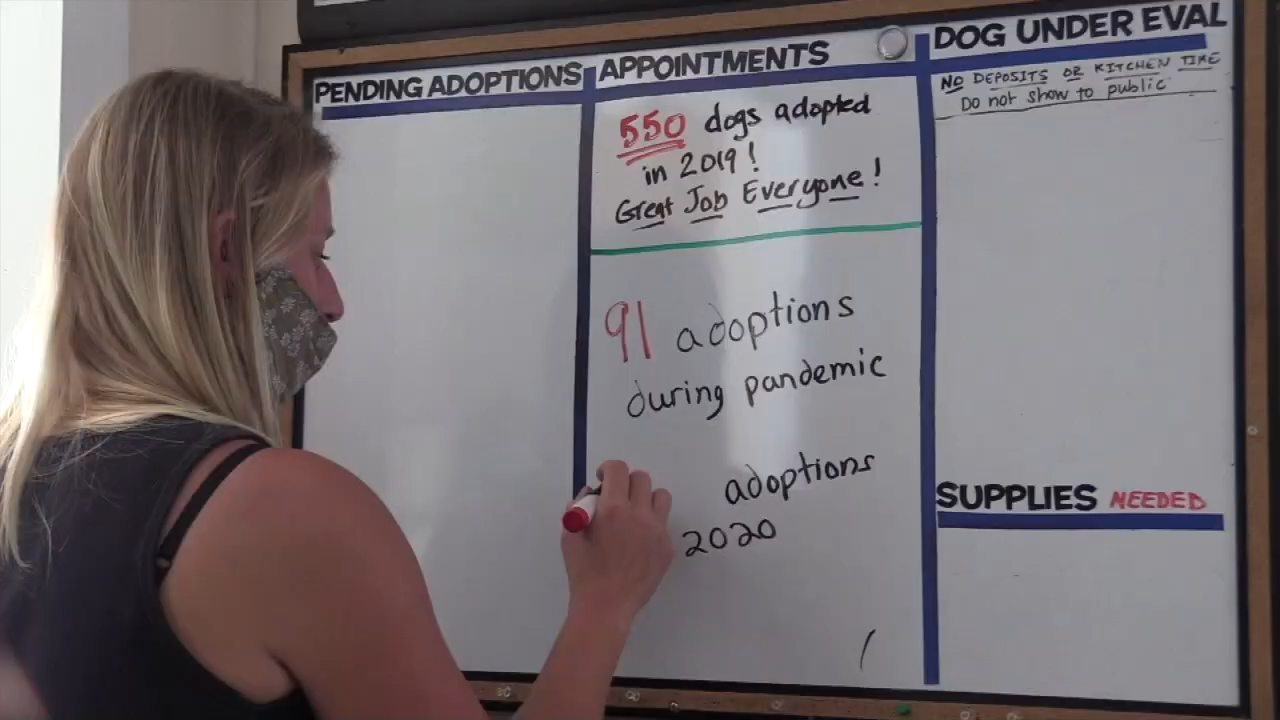 PENDING ADOPTIONS
APPOINTMENTS
550 dogs adopted
in 2019!
Great Job Everyone!
91 adoptions
during pandemic
adoptions
2020
DOG UNDER EVAL
NO DEPOSITS OR KITCHEN TIME
Do not show to public
SUPPLIES NEEDED